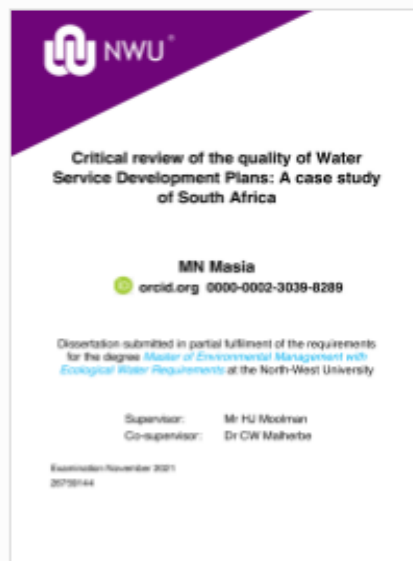 NWU®
Critical review of the quality of Water
Service Development Plans: A case study
of South Africa
MN Masia
orcid.org 0000-0002-3039-8289
Dissertation submitted in partial fulfilment of the requirements
for the degree Master of Environmental Management with
Ecological Water Requirements at the North-West University
Supervisor: Mr HJ Moolman
Co-supervisor: Dr CW Malherbe
Examination November 2021